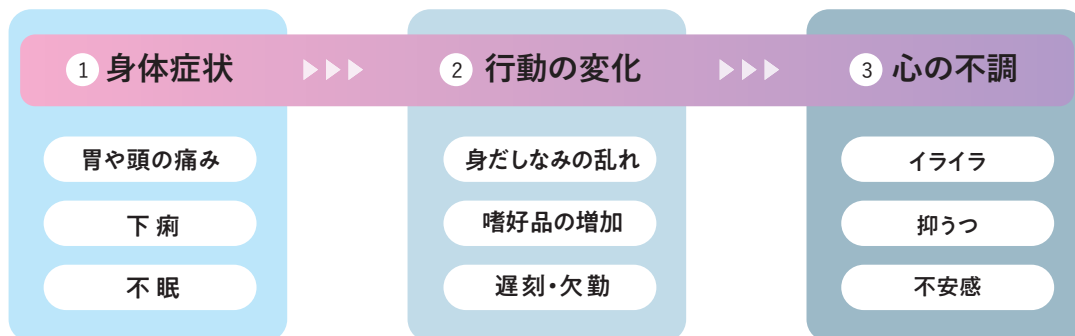 1 身体症状
▶▶▶
2 行動の変化
▶▶▶
3 心の不調
胃や頭の痛み
下痢
不眠
身だしなみの乱れ
嗜好品の増加
遅刻・欠勤
イライラ
抑うつ
不安感